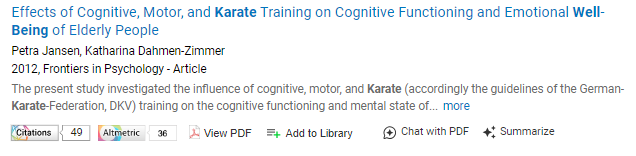 Effects of Cognitive, Motor, and Karate Training on Cognitive Functioning and Emotional Well-
Being of Elderly People
Petra Jansen, Katharina Dahmen-Zimmer
2012, Frontiers in Psychology - Article
The present study investigated the influence of cognitive, motor, and Karate (accordingly the guidelines of the German-
Karate-Federation, DKV) training on the cognitive functioning and mental state of... more
Citations 49 Altmetric 36 View PDF Add to Library Chat with PDF Summarize